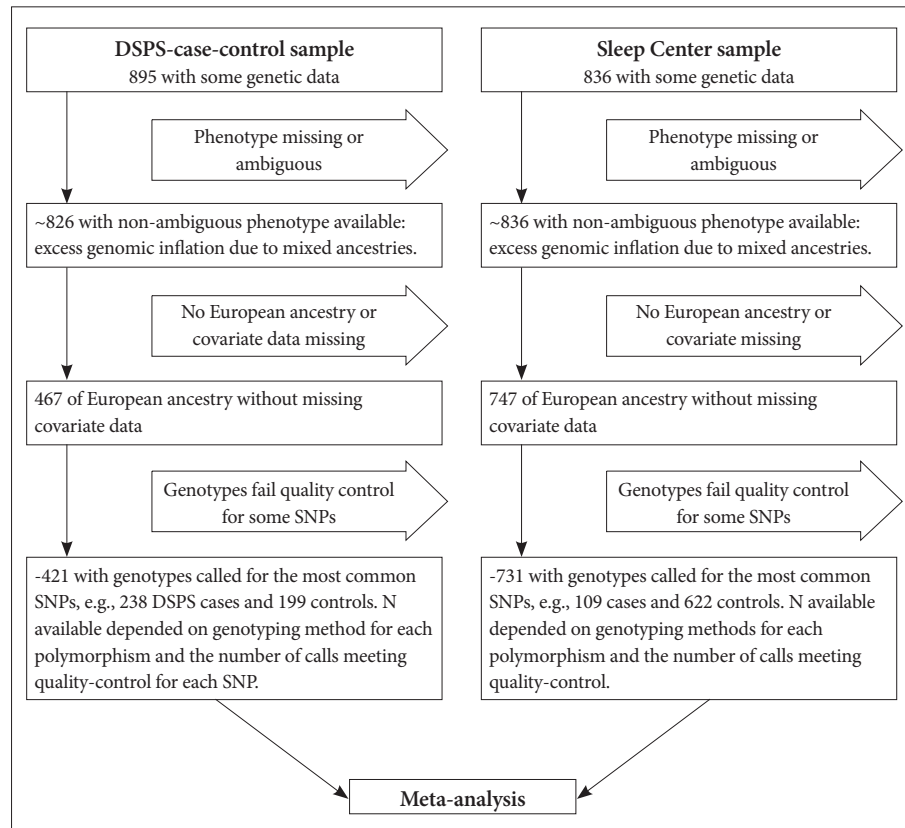 DSPS-case-control sample
895 with some genetic data
Phenotype missing or
ambiguous
~826 with non-ambiguous phenotype available:
excess genomic inflation due to mixed ancestries.
No European ancestry or
covariate data missing
467 of European ancestry without missing
covariate data
Genotypes fail quality control
for some SNPs
-421 with genotypes called for the most common
SNPs, e.g., 238 DSPS cases and 199 controls. N
available depended on genotyping method for each
polymorphism and the number of calls meeting
quality-control for each SNP.
Sleep Center sample
836 with some genetic data
Phenotype missing or
ambiguous
~836 with non-ambiguous phenotype available:
excess genomic inflation due to mixed ancestries.
No European ancestry or
covariate missing
747 of European ancestry without missing
covariate data
Genotypes fail quality control
for some SNPs
-731 with genotypes called for the most common
SNPs, e.g., 109 cases and 622 controls. N available
depended on genotyping methods for each
polymorphism and the number of calls meeting
quality-control.
Meta-analysis